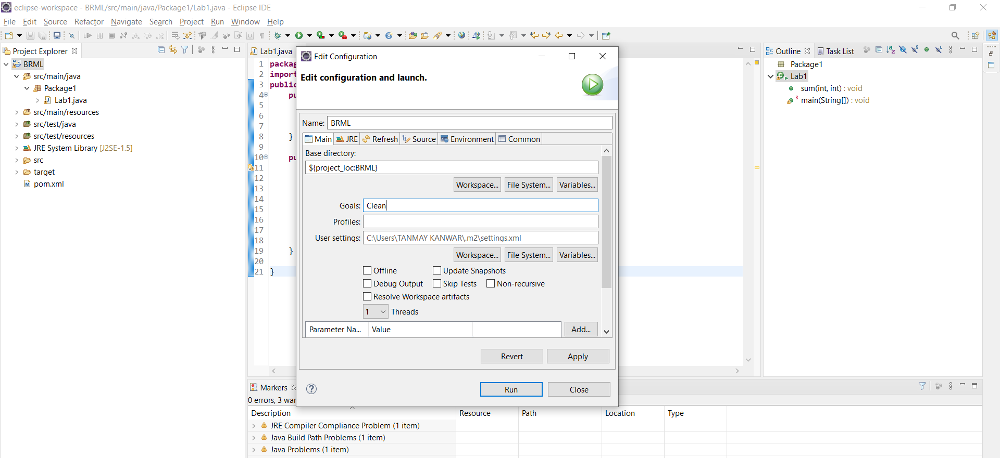 eclipse-workspace - BRML/src/main/java/Package1/Lab1.java - Eclipse IDE
File Edit Source Refactor Navigate Search Project Run Window Help
Project Explorer
BRML
src/main/java
Package1
Lab1.java
src/main/resources
src/test/java
src/test/resources
JRE System Library [J2SE-1.5]
src
target
pom.xml
Lab1.java
1 packag
2 import
3 public
4 pu
5
6
7
8 }
9
10 pu
11
12
13
14
15
16
17
18
19 }
20
21 }
Edit Configuration
Edit configuration and launch.
Name: BRML
Main JRE Refresh Source Environment Common
Base directory:
${project_loc:BRML}
Workspace... File System... Variables...
Goals: Clean
Profiles:
User settings: C:\Users\TANMAY KANWAR\.m2\settings.xml
Workspace... File System... Variables...
Offline Update Snapshots
Debug Output Skip Tests Non-recursive
Resolve Workspace artifacts
1 Threads
Parameter Na... Value Add...
Revert Apply
Run Close
Outline Task List
Package1
Lab1
sum(int, int) : void
main(String[]) : void
Markers
0 errors, 3 war
Description Resource Path Location Type
JRE Compiler Compliance Problem (1 item)
Java Build Path Problems (1 item)
Java Problems (1 item)